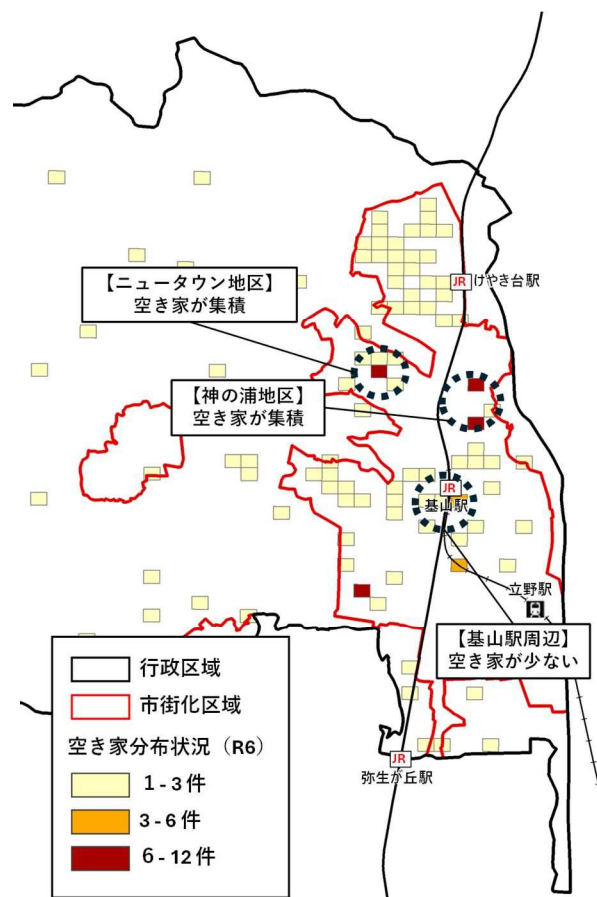 【ニュータウン地区】
空き家が集積
JR けやき台駅
【神の浦地区】
空き家が集積
JR
基山駅
立野駅
【基山駅周辺】
空き家が少ない
行政区域
市街化区域
空き家分布状況（R6）
1-3件
3-6件
6-12件
JR
弥生が丘駅